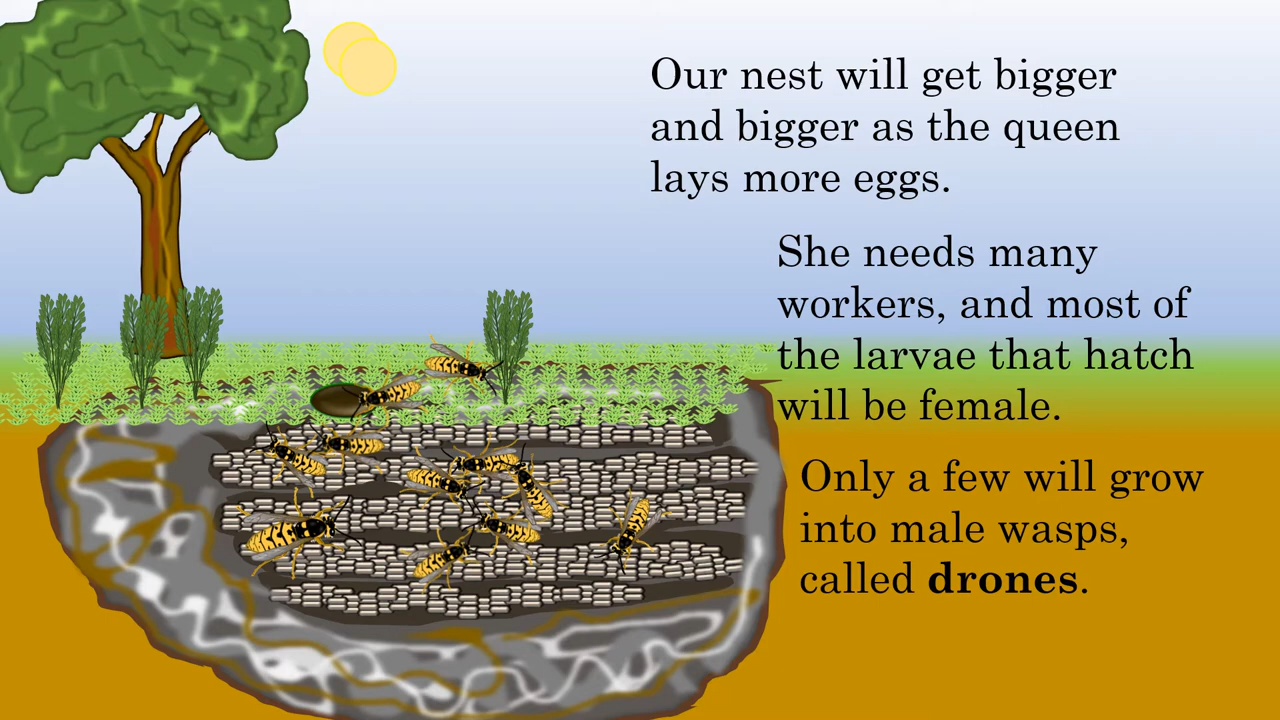 Our nest will get bigger
and bigger as the queen
lays more eggs.
She needs many
workers, and most of
the larvae that hatch
will be female.
Only a few will grow
into male wasps,
called drones.